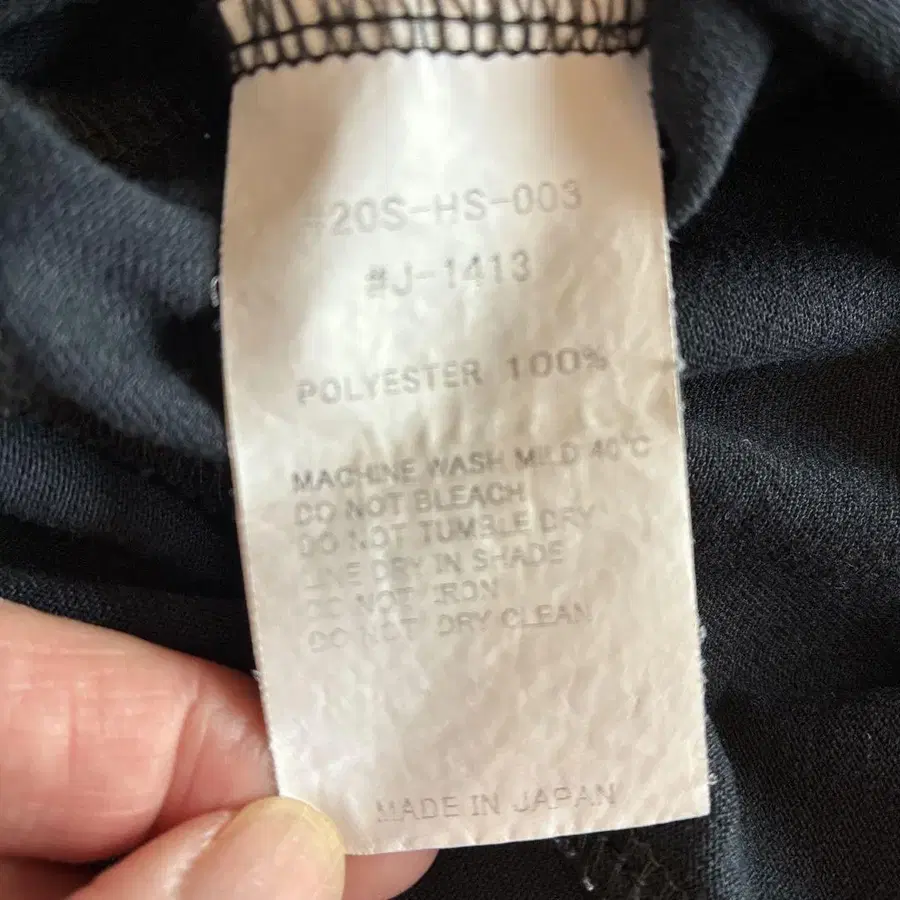 -20S-HS-003
#J-1413
POLYESTER 100%
MACHINE WASH MILD 40°C
DO NOT BLEACH
DO NOT TUMBLE DRY
LINE DRY IN SHADE
DO NOT IRON
DO NOT DRY CLEAN
MADE IN JAPAN